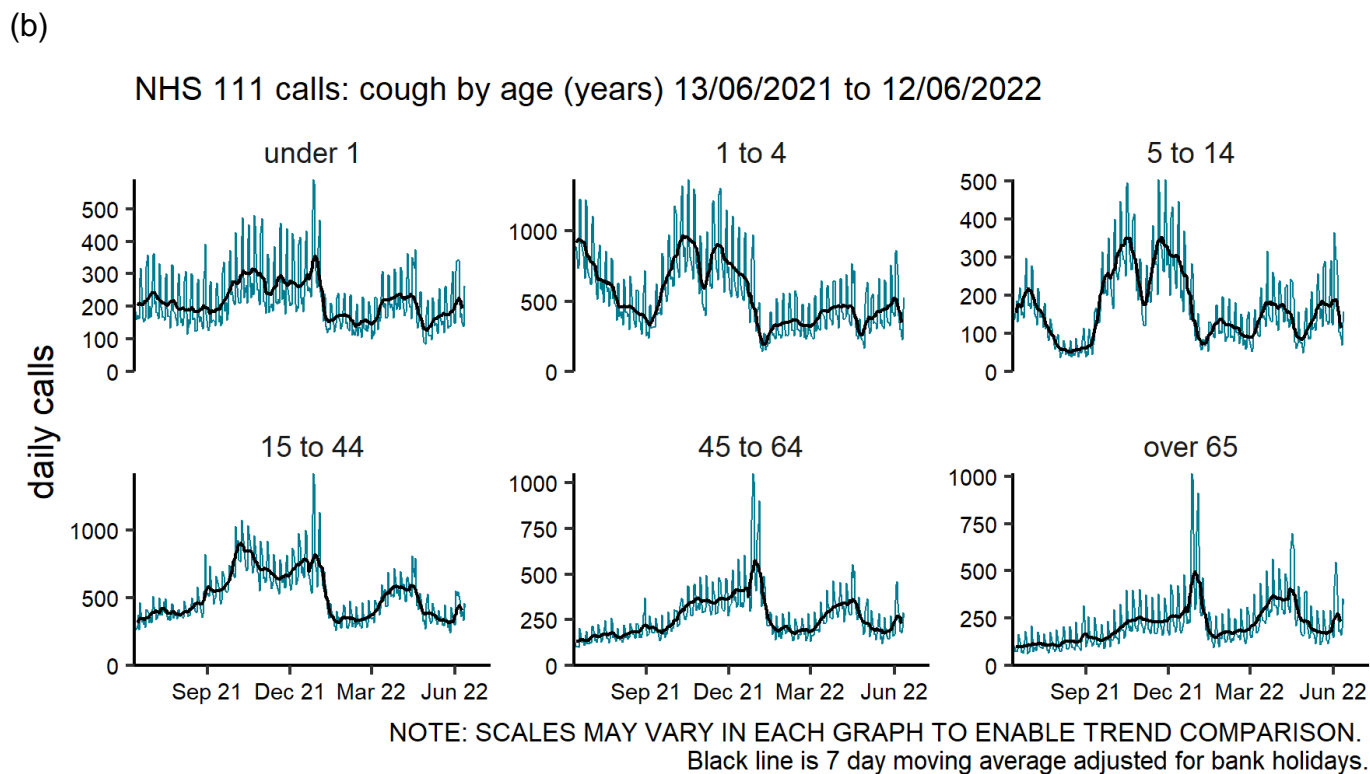 (b)
NHS 111 calls: cough by age (years) 13/06/2021 to 12/06/2022
under 1
1 to 4
5 to 14
500
400
300
200
100
0
1000
500
0
500
400
300
200
100
0
daily calls
15 to 44
45 to 64
over 65
1000
500
0
1000
750
500
250
0
1000
750
500
250
0
Sep 21 Dec 21 Mar 22 Jun 22
Sep 21 Dec 21 Mar 22 Jun 22
Sep 21 Dec 21 Mar 22 Jun 22
NOTE: SCALES MAY VARY IN EACH GRAPH TO ENABLE TREND COMPARISON.
Black line is 7 day moving average adjusted for bank holidays.